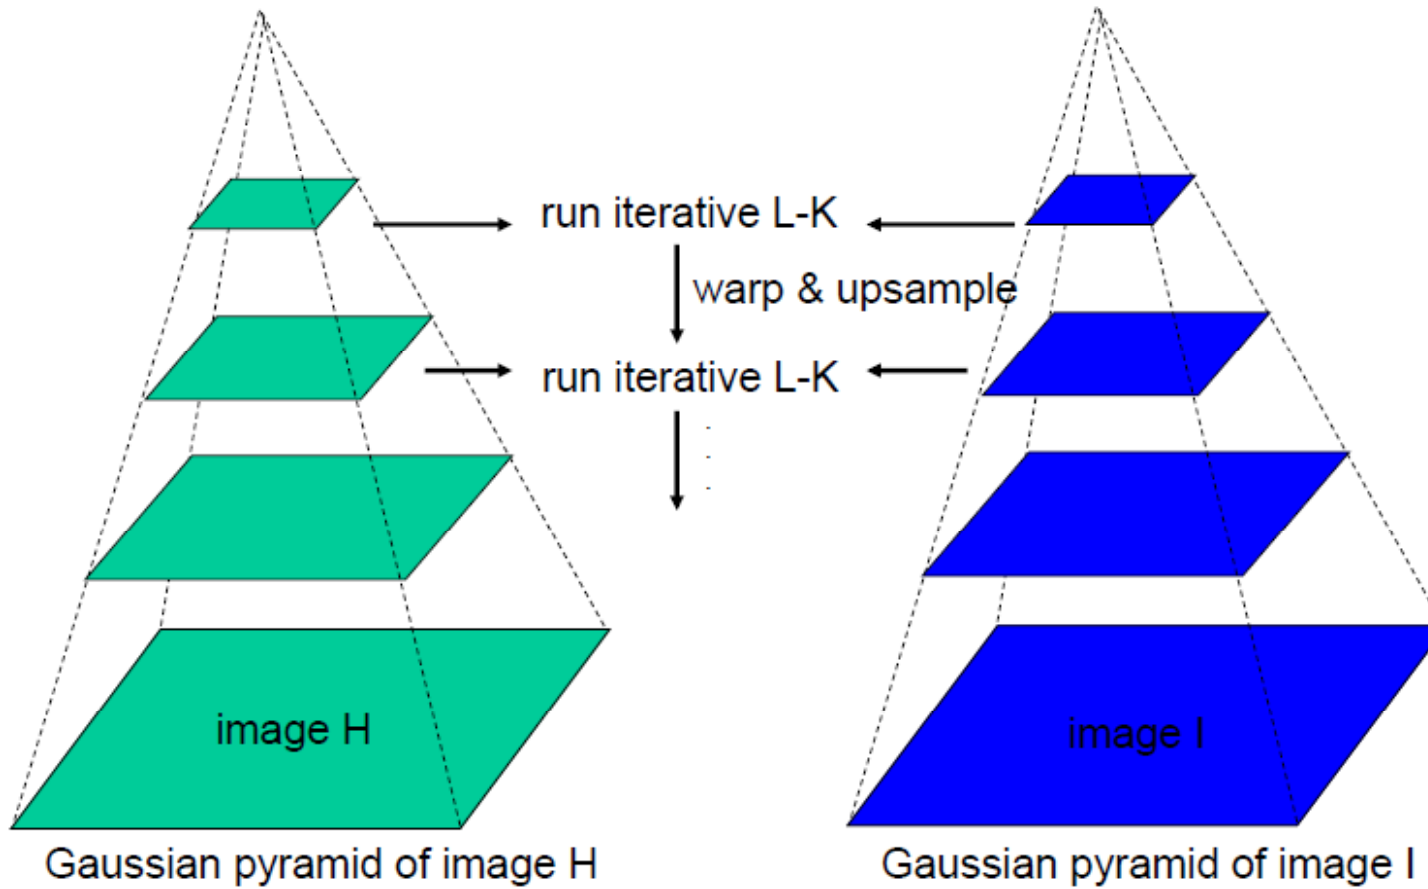 run iterative L-K
warp & upsample
run iterative L-K
.
.
.
image H
image I
Gaussian pyramid of image H
Gaussian pyramid of image I